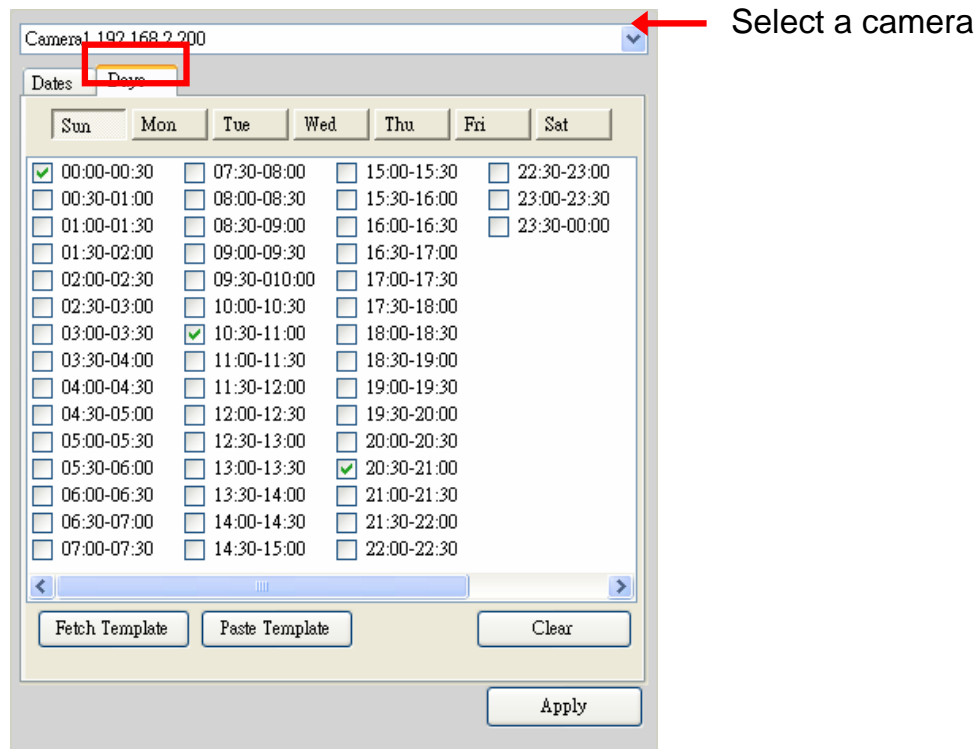 Select a camera
Camera1 192.168.2.200
Dates Days
Sun Mon Tue Wed Thu Fri Sat
00:00-00:30 07:30-08:00 15:00-15:30 22:30-23:00
00:30-01:00 08:00-08:30 15:30-16:00 23:00-23:30
01:00-01:30 08:30-09:00 16:00-16:30 23:30-00:00
01:30-02:00 09:00-09:30 16:30-17:00
02:00-02:30 09:30-010:00 17:00-17:30
02:30-03:00 10:00-10:30 17:30-18:00
03:00-03:30 10:30-11:00 18:00-18:30
03:30-04:00 11:00-11:30 18:30-19:00
04:00-04:30 11:30-12:00 19:00-19:30
04:30-05:00 12:00-12:30 19:30-20:00
05:00-05:30 12:30-13:00 20:00-20:30
05:30-06:00 13:00-13:30 20:30-21:00
06:00-06:30 13:30-14:00 21:00-21:30
06:30-07:00 14:00-14:30 21:30-22:00
07:00-07:30 14:30-15:00 22:00-22:30
Fetch Template Paste Template Clear
Apply